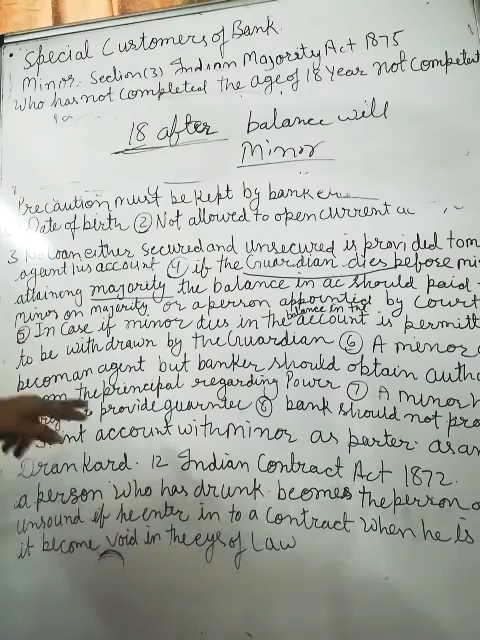 • Special Customers of Bank.
Minor. Section (3) Indian Majority Act 1875
Who has not completed the age of 18 Year not Competent
18 after balance will
Minor
Precaution must be kept by banker
Date of birth ② Not allowed to open current ac
3 No loan either secured and unsecured is provided to m
against his account ④ if the Guardian dies before mi
attaining majority the balance in ac should paid
minor on majority or a person appointed by court
⑤ In Case if minor dies in the balance in the account is permitt
to be withdrawn by the Guardian ⑥ A minor
becoman agent but banker should obtain autho
the principal regarding Power ⑦ A minor
provide guarntee ⑧ bank should not pro
account with minor as parter. as an
Drankard. 12 Indian Contract Act 1872.
a person who has drunk becomes the person
unsound if he enter in to a contract when he is
it become void in the eyes of Law